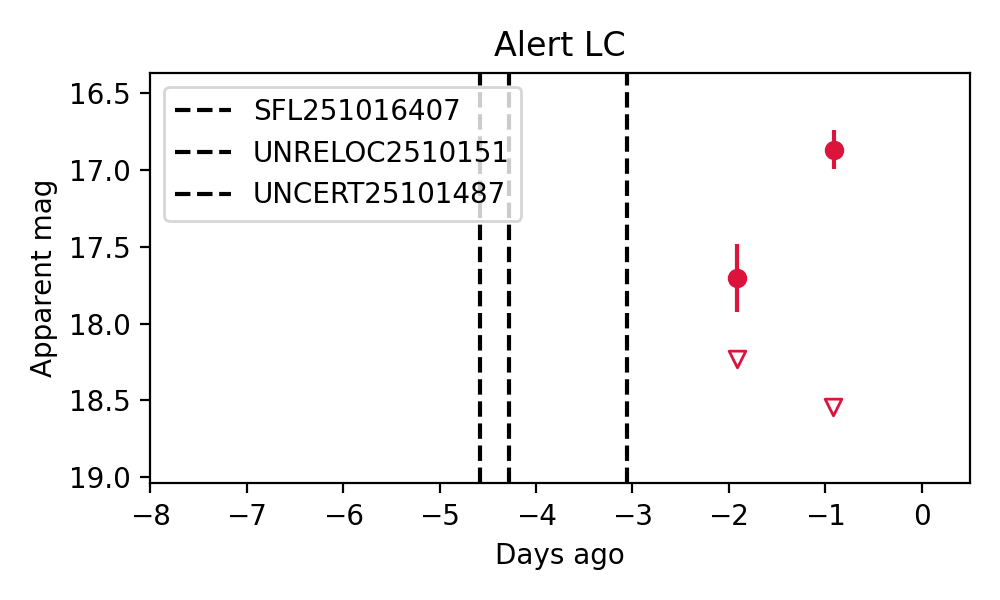 Alert LC
16.5
17.0
17.5
18.0
18.5
19.0
Apparent mag
SFL251016407
UNRELOC2510151
UNCERT25101487
−8 −7 −6 −5 −4 −3 −2 −1 0
Days ago